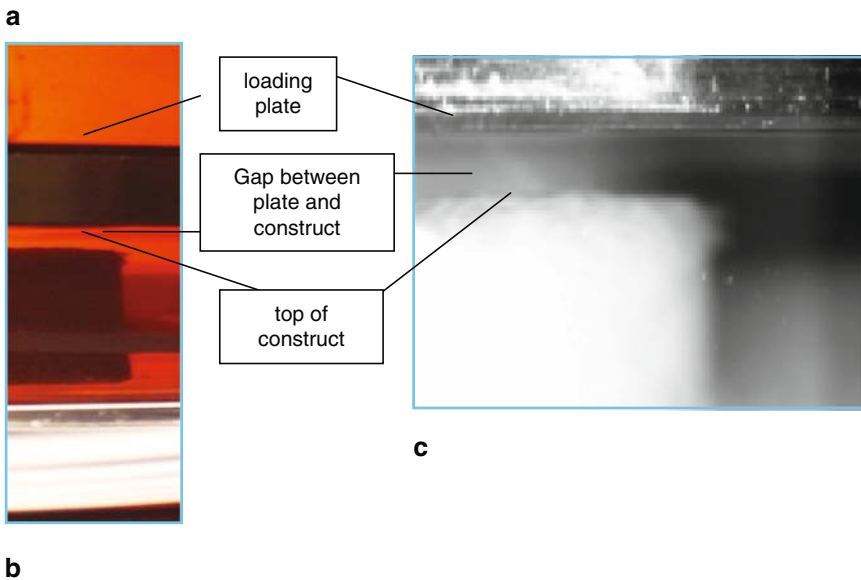 a
loading
plate
Gap between
plate and
construct
top of
construct
c
b